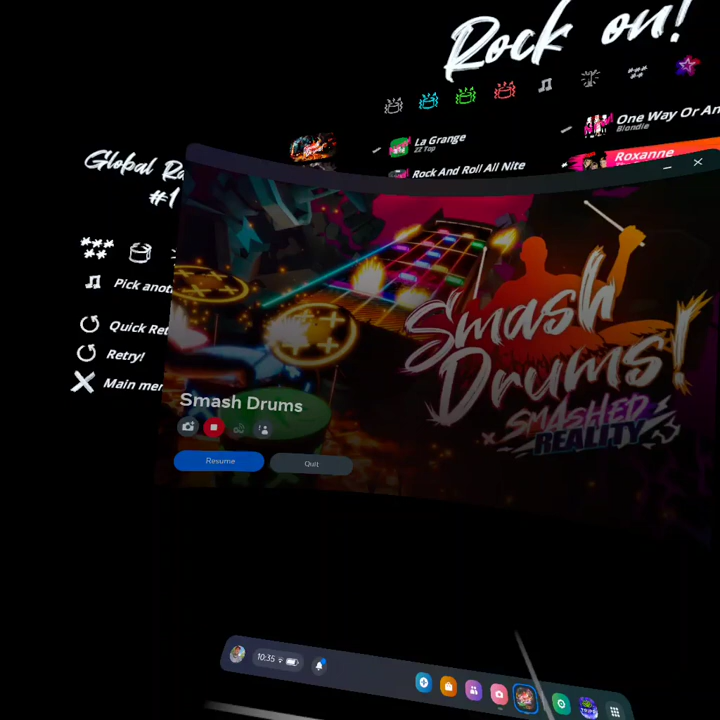 Rock on!
La Grange
ZZ Top
One Way Or An
Blondie
Rock And Roll All Nite
Roxanne
Global Ra
#1
Pick anot
Quick Ret
Retry!
Main men
Smash
Drums!
SMASHED
REALITY
Smash Drums
Resume
Quit
10:35